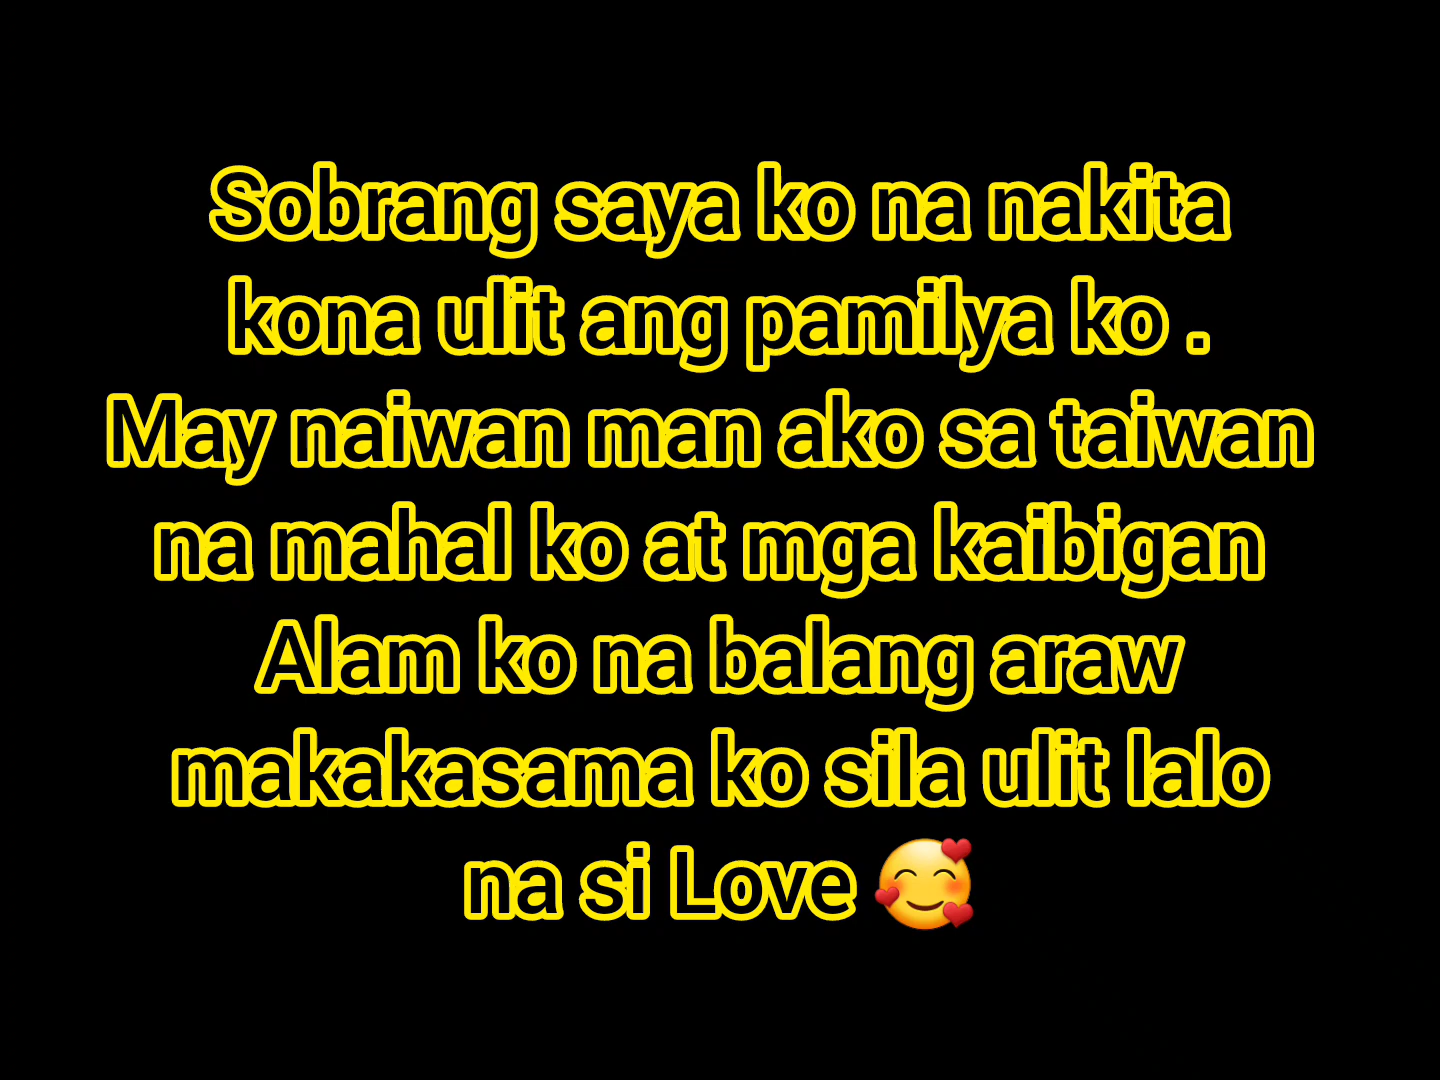 Sobrang saya ko na nakita
kona ulit ang pamilya ko .
May naiwan man ako sa taiwan
na mahal ko at mga kaibigan
Alam ko na balang araw
makakasama ko sila ulit lalo
na si Love 🥰